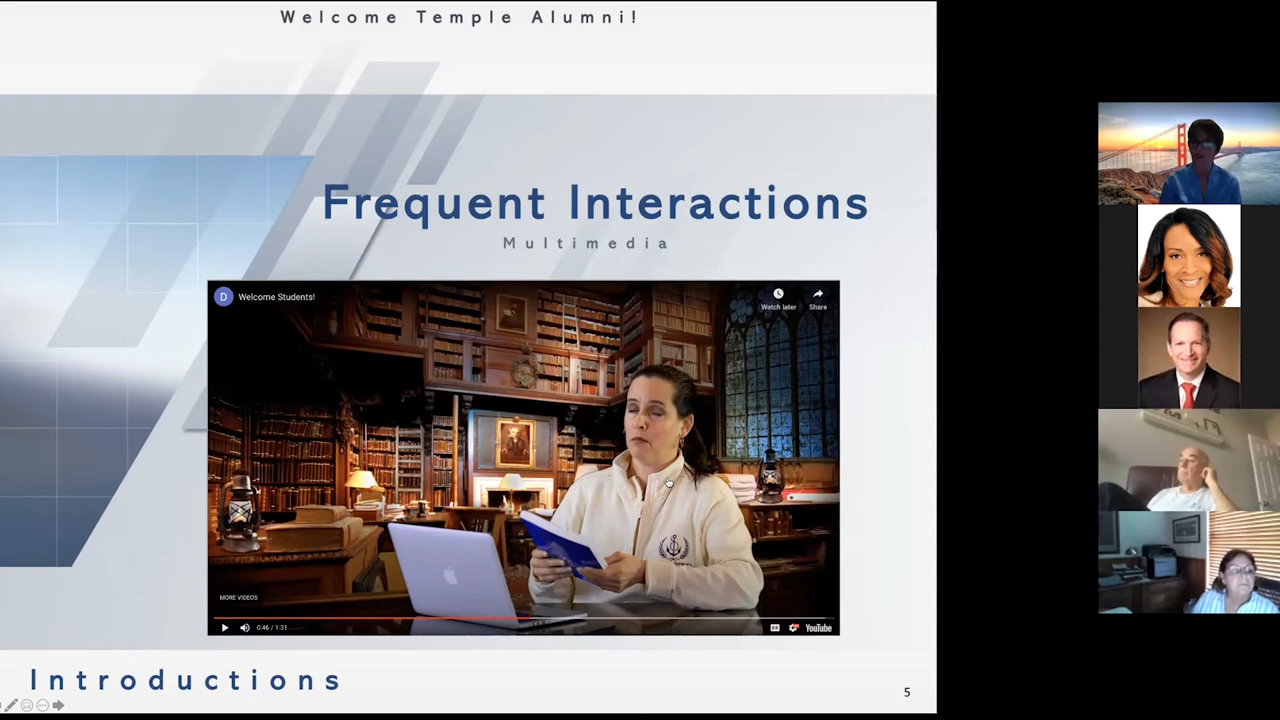 Welcome Temple Alumni!
Frequent Interactions
Multimedia
D Welcome Students!
Watch later
Share
MORE VIDEOS
0:46 / 1:31
CC
YouTube
Introductions
5